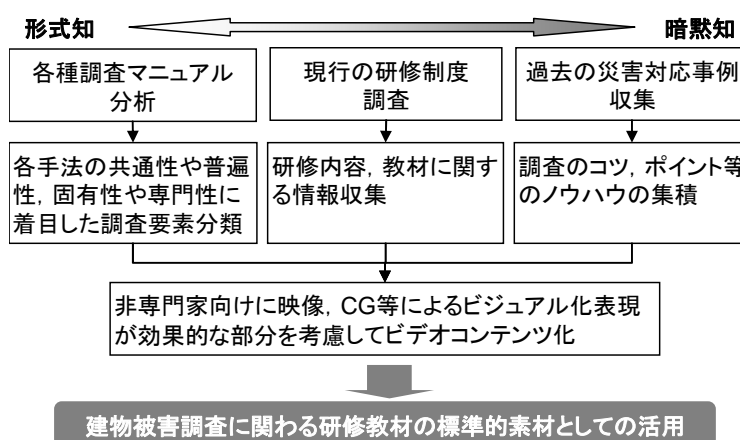 形式知
暗黙知
各種調査マニュアル
分析
現行の研修制度
調査
過去の災害対応事例
収集
各手法の共通性や普遍
性，固有性や専門性に
着目した調査要素分類
研修内容，教材に関す
る情報収集
調査のコツ，ポイント等
のノウハウの集積
非専門家向けに映像，CG等によるビジュアル化表現
が効果的な部分を考慮してビデオコンテンツ化
建物被害調査に関わる研修教材の標準的素材としての活用